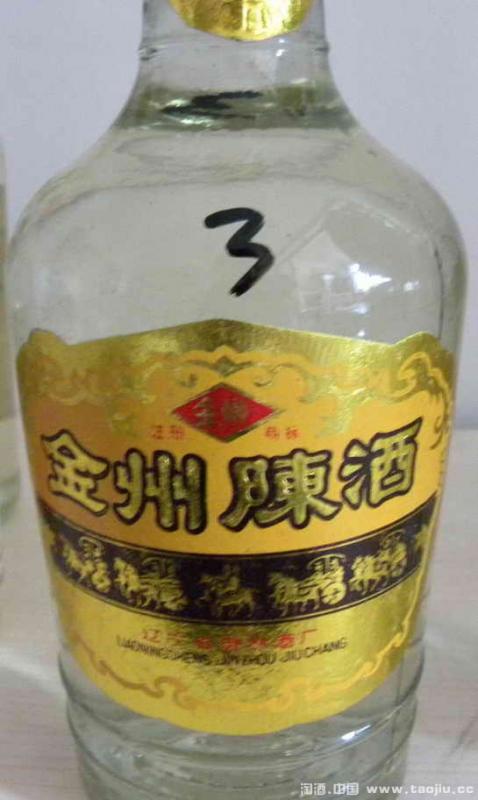 3
注册 商标
金州陳酒
辽宁省金州酒厂
LIAONINGSHENG JINZHOU JIUCHANG
淘酒.中国 www.taojiu.cc